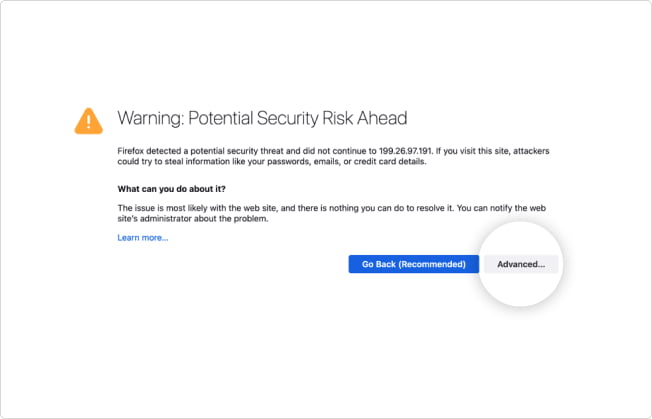 Warning: Potential Security Risk Ahead
Firefox detected a potential security threat and did not continue to 199.26.97.191. If you visit this site, attackers
could try to steal information like your passwords, emails, or credit card details.
What can you do about it?
The issue is most likely with the web site, and there is nothing you can do to resolve it. You can notify the web
site's administrator about the problem.
Learn more...
Go Back (Recommended) Advanced...